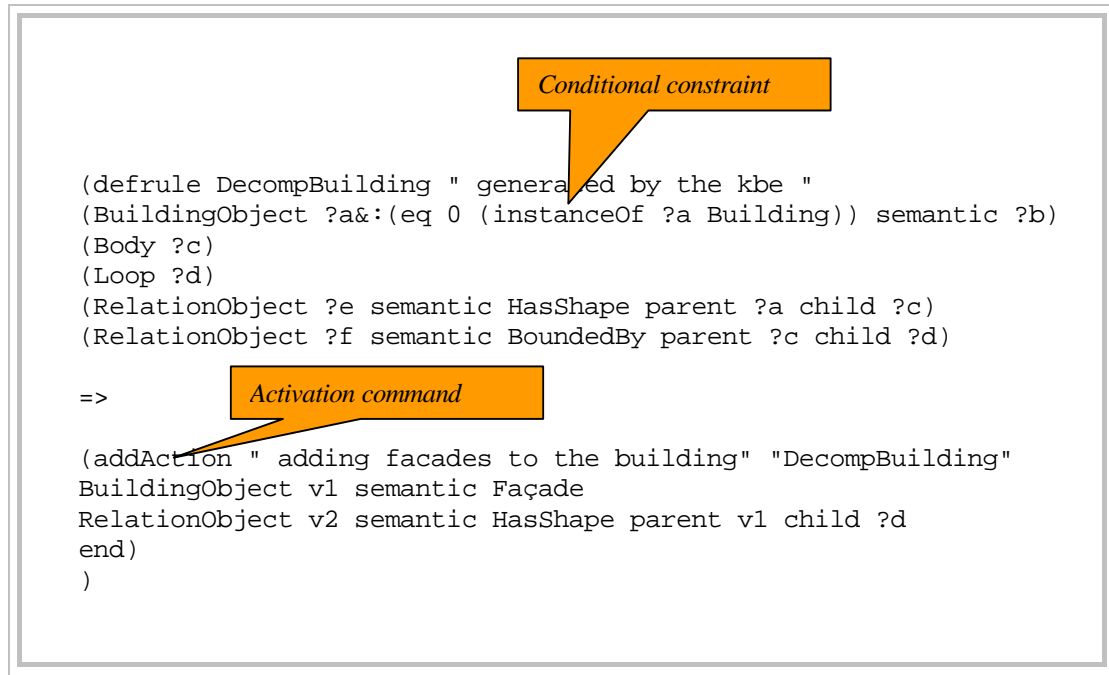 Conditional constraint
(defrule DecompBuilding " generated by the kbe "
(BuildingObject ?a&:(eq 0 (instanceOf ?a Building)) semantic ?b)
(Body ?c)
(Loop ?d)
(RelationObject ?e semantic HasShape parent ?a child ?c)
(RelationObject ?f semantic BoundedBy parent ?c child ?d)
=>
Activation command
(addAction " adding facades to the building" "DecompBuilding"
BuildingObject v1 semantic Façade
RelationObject v2 semantic HasShape parent v1 child ?d
end)
)